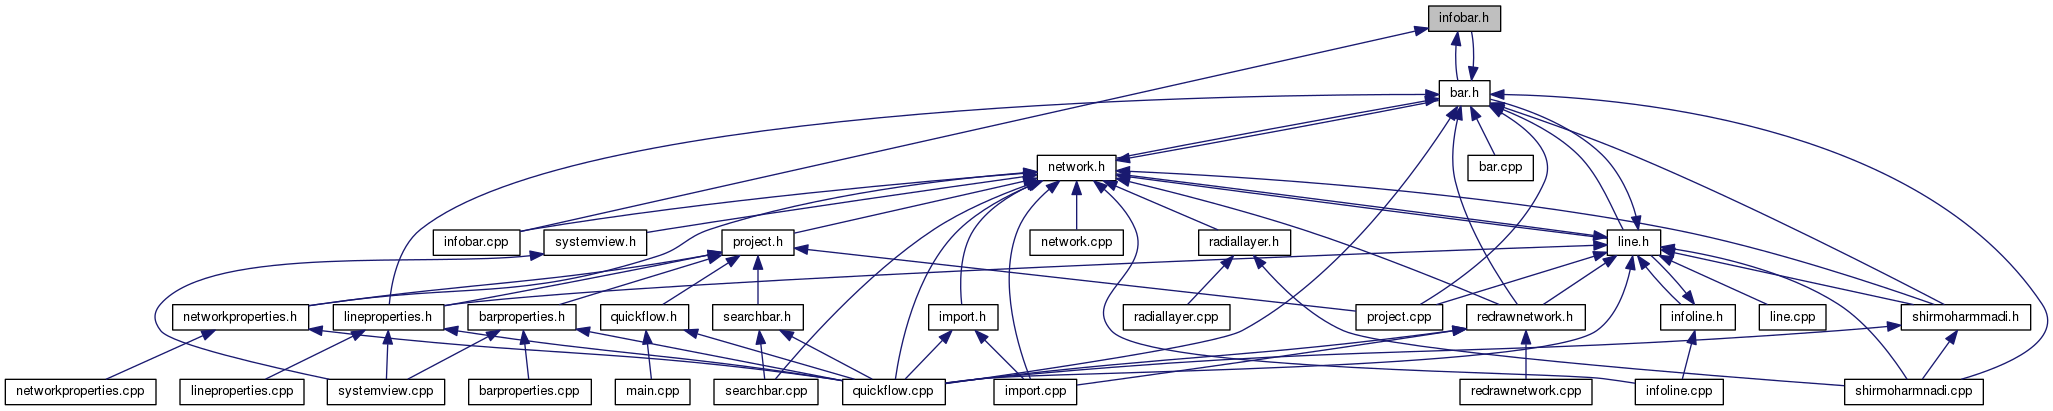 infobar.h
bar.h
network.h
bar.cpp
infobar.cpp
systemview.h
project.h
network.cpp
radiallayer.h
line.h
networkproperties.h
lineproperties.h
barproperties.h
quickflow.h
searchbar.h
import.h
radiallayer.cpp
project.cpp
redrawnetwork.h
infoline.h
line.cpp
shirmoharmmadi.h
networkproperties.cpp
lineproperties.cpp
systemview.cpp
barproperties.cpp
main.cpp
searchbar.cpp
quickflow.cpp
import.cpp
redrawnetwork.cpp
infoline.cpp
shirmoharmnadi.cpp